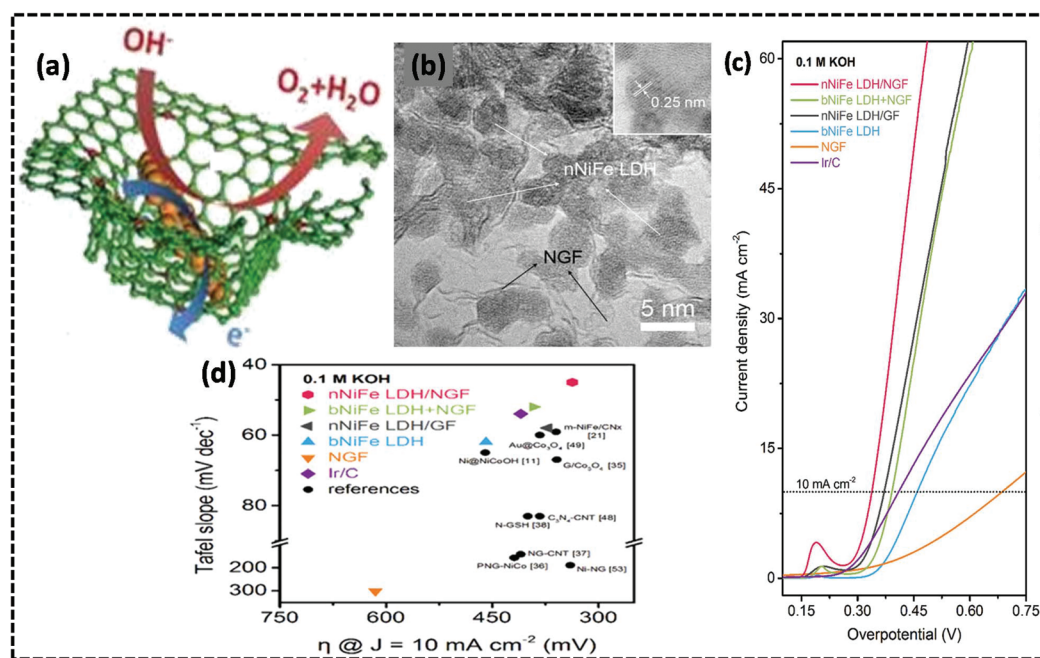 (a)
OH⁻
O₂+H₂O
e⁻
(b)
0.25 nm
nNiFe LDH
NGF
5 nm
(c)
0.1 M KOH
nNiFe LDH/NGF
bNiFe LDH+NGF
nNiFe LDH/GF
bNiFe LDH
NGF
Ir/C
10 mA cm⁻²
60
45
30
15
0
Current density (mA cm⁻²)
0.15 0.30 0.45 0.60 0.75
Overpotential (V)
(d)
0.1 M KOH
nNiFe LDH/NGF
bNiFe LDH+NGF
nNiFe LDH/GF
bNiFe LDH
NGF
Ir/C
references
m-NiFe/CNx
[21]
Au@Co₃O₄ [49]
Ni@NiCoOH [11]
G/Co₃O₄ [35]
C₃N₄-CNT [48]
N-GSH [38]
NG-CNT [37]
PNG-NiCo [36]
Ni-NG [53]
40
60
80
200
300
Tafel slope (mV dec⁻¹)
750 600 450 300
η @ J = 10 mA cm⁻² (mV)